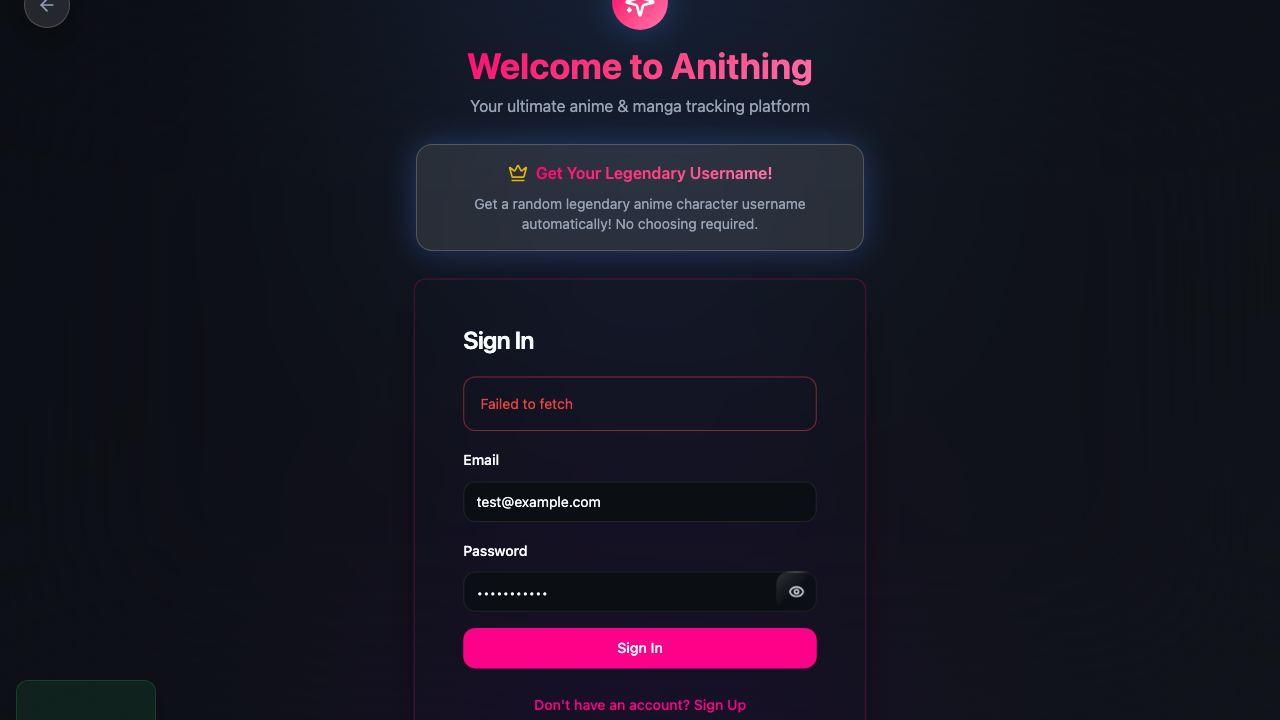 Welcome to Anithing
Your ultimate anime & manga tracking platform
Get Your Legendary Username!
Get a random legendary anime character username
automatically! No choosing required.
Sign In
Failed to fetch
Email
test@example.com
Password
•••••••••••
Sign In
Don't have an account? Sign Up